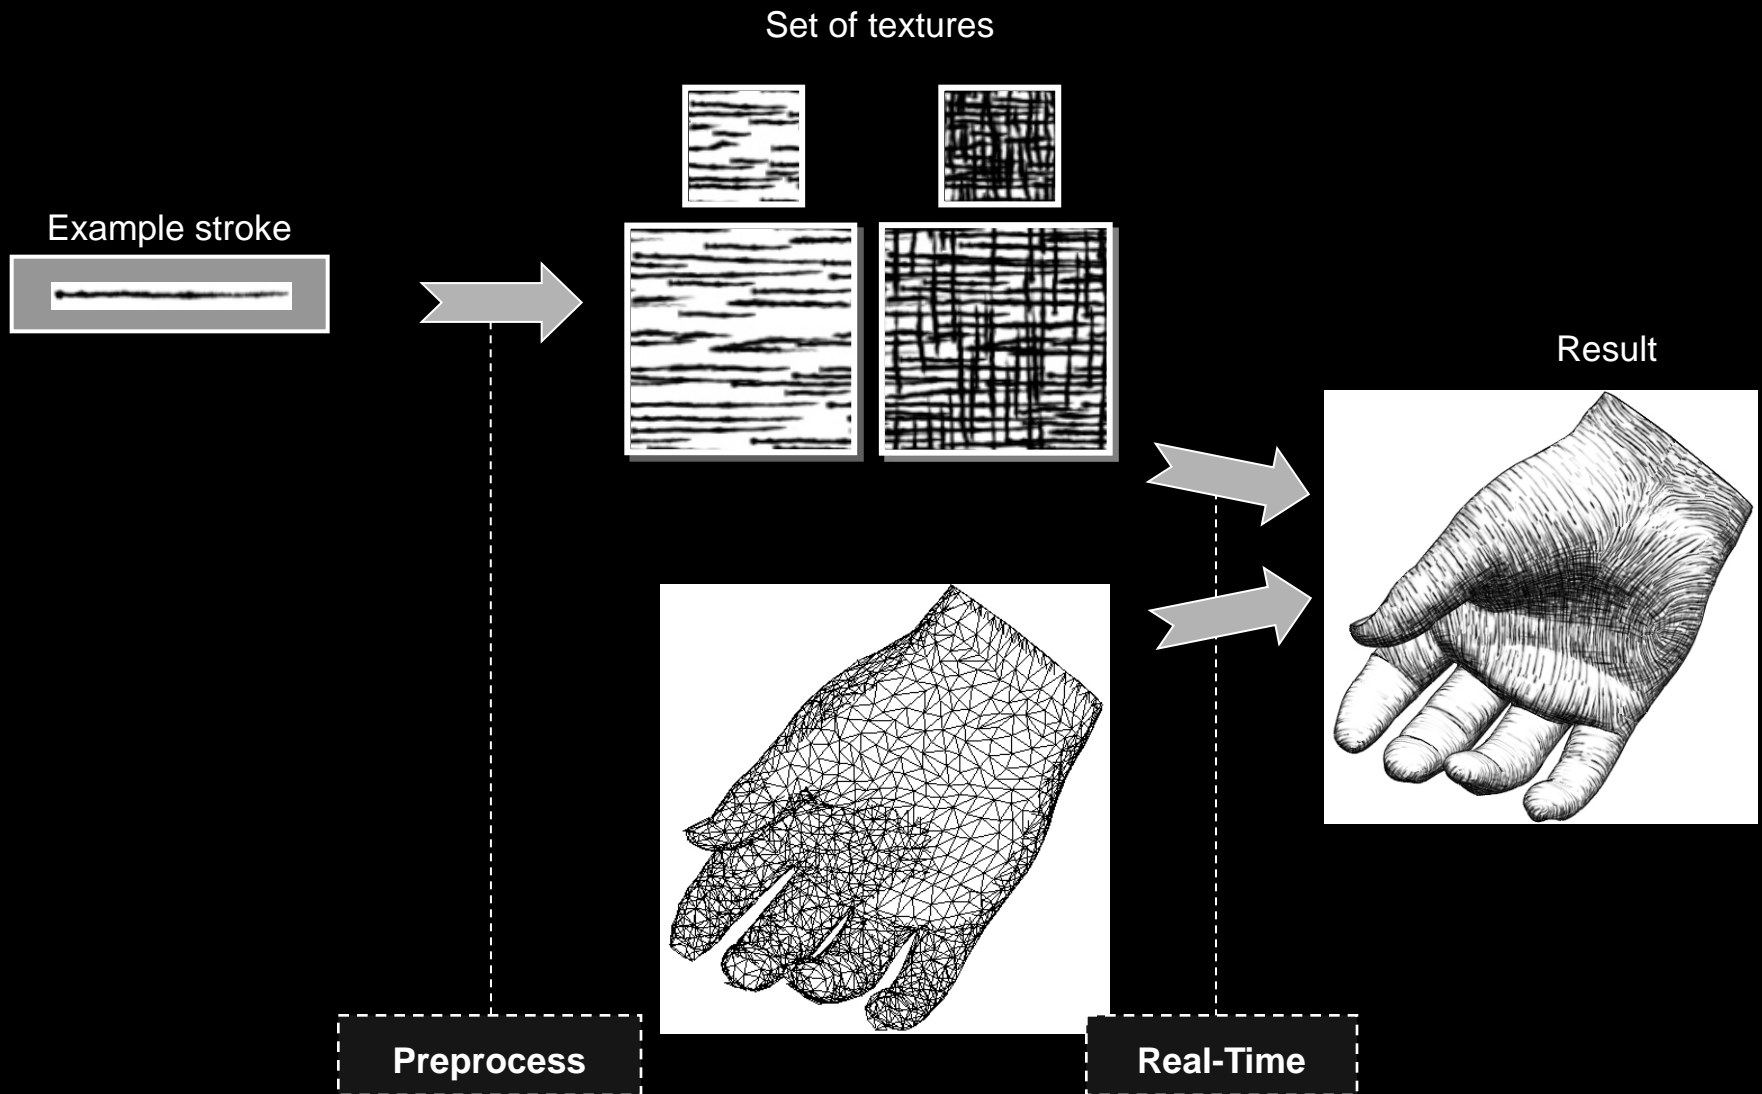 Set of textures
Example stroke
Result
Preprocess
Real-Time